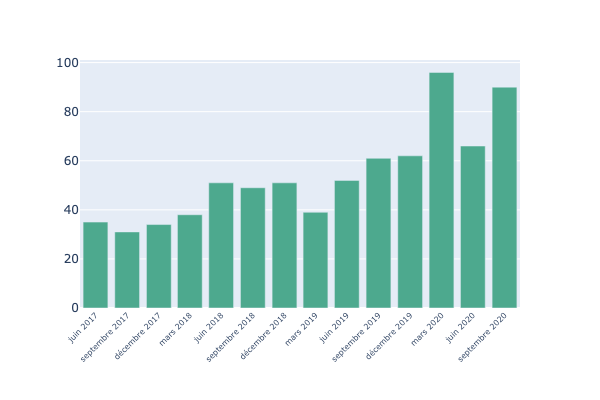 100
80
60
40
20
0
juin 2017
septembre 2017
décembre 2017
mars 2018
juin 2018
septembre 2018
décembre 2018
mars 2019
juin 2019
septembre 2019
décembre 2019
mars 2020
juin 2020
septembre 2020